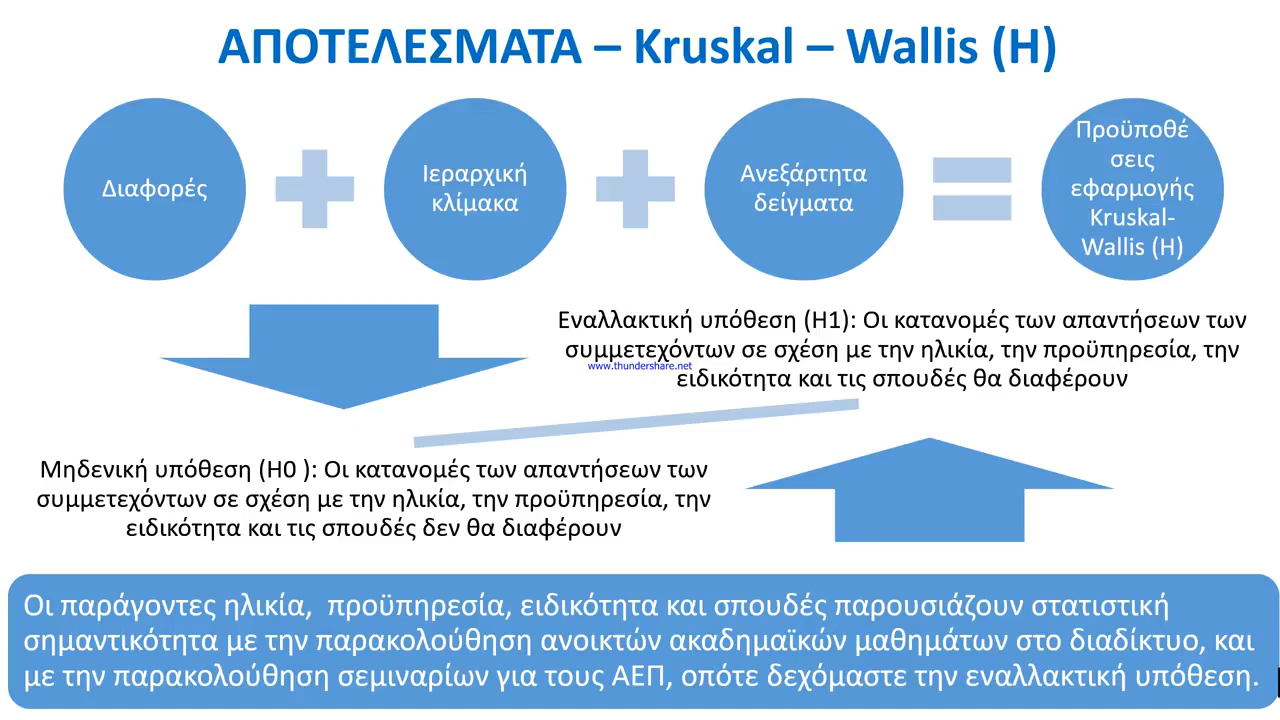 ΑΠΟΤΕΛΕΣΜΑΤΑ – Kruskal – Wallis (H)
Διαφορές
Ιεραρχική
κλίμακα
Ανεξάρτητα
δείγματα
Προϋποθέ
σεις
εφαρμογής
Kruskal-
Wallis (H)
Εναλλακτική υπόθεση (H1): Οι κατανομές των απαντήσεων των
συμμετεχόντων σε σχέση με την ηλικία, την προϋπηρεσία, την
www.thundershare.net
ειδικότητα και τις σπουδές θα διαφέρουν
Μηδενική υπόθεση (H0 ): Οι κατανομές των απαντήσεων των
συμμετεχόντων σε σχέση με την ηλικία, την προϋπηρεσία, την
ειδικότητα και τις σπουδές δεν θα διαφέρουν
Οι παράγοντες ηλικία,  προϋπηρεσία, ειδικότητα και σπουδές παρουσιάζουν στατιστική
σημαντικότητα με την παρακολούθηση ανοικτών ακαδημαϊκών μαθημάτων στο διαδίκτυο, και
με την παρακολούθηση σεμιναρίων για τους ΑΕΠ, οπότε δεχόμαστε την εναλλακτική υπόθεση.